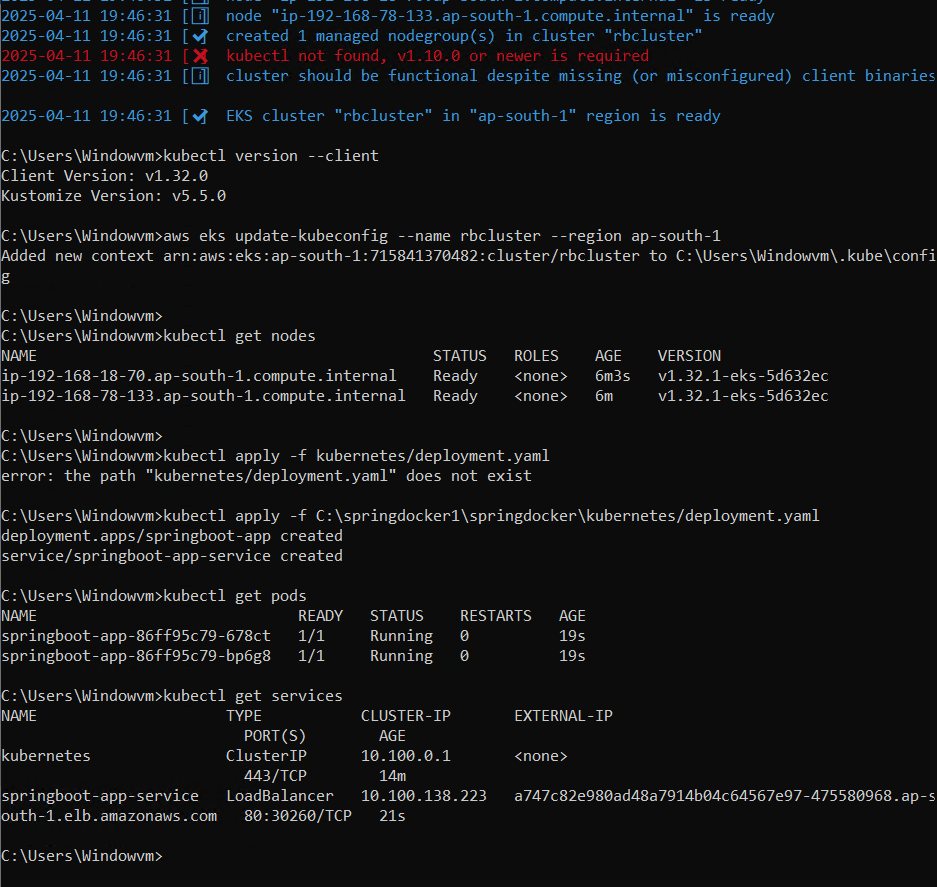 2025-04-11 19:46:31 [ℹ] node "ip-192-168-78-133.ap-south-1.compute.internal" is ready
2025-04-11 19:46:31 [✔] created 1 managed nodegroup(s) in cluster "rbcluster"
2025-04-11 19:46:31 [✖] kubectl not found, v1.10.0 or newer is required
2025-04-11 19:46:31 [ℹ] cluster should be functional despite missing (or misconfigured) client binaries
2025-04-11 19:46:31 [✔] EKS cluster "rbcluster" in "ap-south-1" region is ready
C:\Users\Windowvm>kubectl version --client
Client Version: v1.32.0
Kustomize Version: v5.5.0
C:\Users\Windowvm>aws eks update-kubeconfig --name rbcluster --region ap-south-1
Added new context arn:aws:eks:ap-south-1:715841370482:cluster/rbcluster to C:\Users\Windowvm\.kube\confi
g
C:\Users\Windowvm>
C:\Users\Windowvm>kubectl get nodes
NAME STATUS ROLES AGE VERSION
ip-192-168-18-70.ap-south-1.compute.internal Ready <none> 6m3s v1.32.1-eks-5d632ec
ip-192-168-78-133.ap-south-1.compute.internal Ready <none> 6m v1.32.1-eks-5d632ec
C:\Users\Windowvm>
C:\Users\Windowvm>kubectl apply -f kubernetes/deployment.yaml
error: the path "kubernetes/deployment.yaml" does not exist
C:\Users\Windowvm>kubectl apply -f C:\springdocker1\springdocker\kubernetes/deployment.yaml
deployment.apps/springboot-app created
service/springboot-app-service created
C:\Users\Windowvm>kubectl get pods
NAME READY STATUS RESTARTS AGE
springboot-app-86ff95c79-678ct 1/1 Running 0 19s
springboot-app-86ff95c79-bp6g8 1/1 Running 0 19s
C:\Users\Windowvm>kubectl get services
NAME TYPE CLUSTER-IP EXTERNAL-IP
PORT(S) AGE
kubernetes ClusterIP 10.100.0.1 <none>
443/TCP 14m
springboot-app-service LoadBalancer 10.100.138.223 a747c82e980ad48a7914b04c64567e97-475580968.ap-s
outh-1.elb.amazonaws.com 80:30260/TCP 21s
C:\Users\Windowvm>